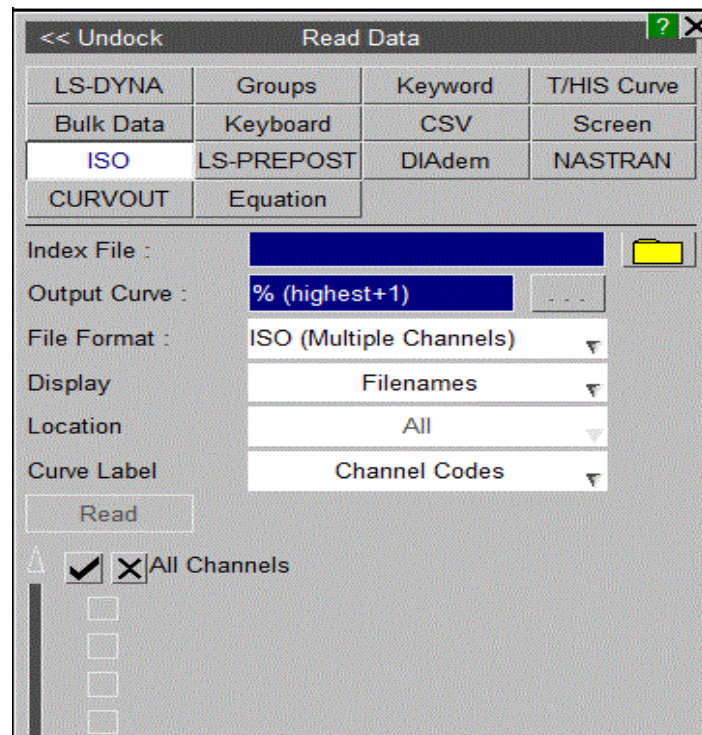 << Undock Read Data ?
LS-DYNA Groups Keyword T/HIS Curve
Bulk Data Keyboard CSV Screen
ISO LS-PREPOST DIAdem NASTRAN
CURVOUT Equation
Index File :
Output Curve : % (highest+1) ...
File Format : ISO (Multiple Channels)
Display Filenames
Location All
Curve Label Channel Codes
Read
All Channels